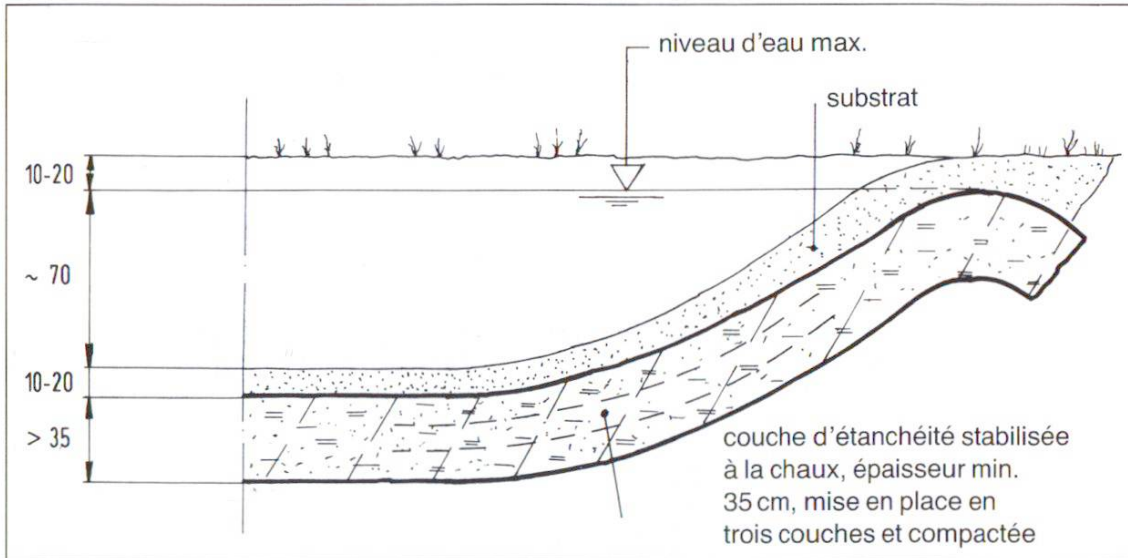 niveau d'eau max.
substrat
10-20
~ 70
10-20
> 35
couche d'étanchéité stabilisée
à la chaux, épaisseur min.
35 cm, mise en place en
trois couches et compactée